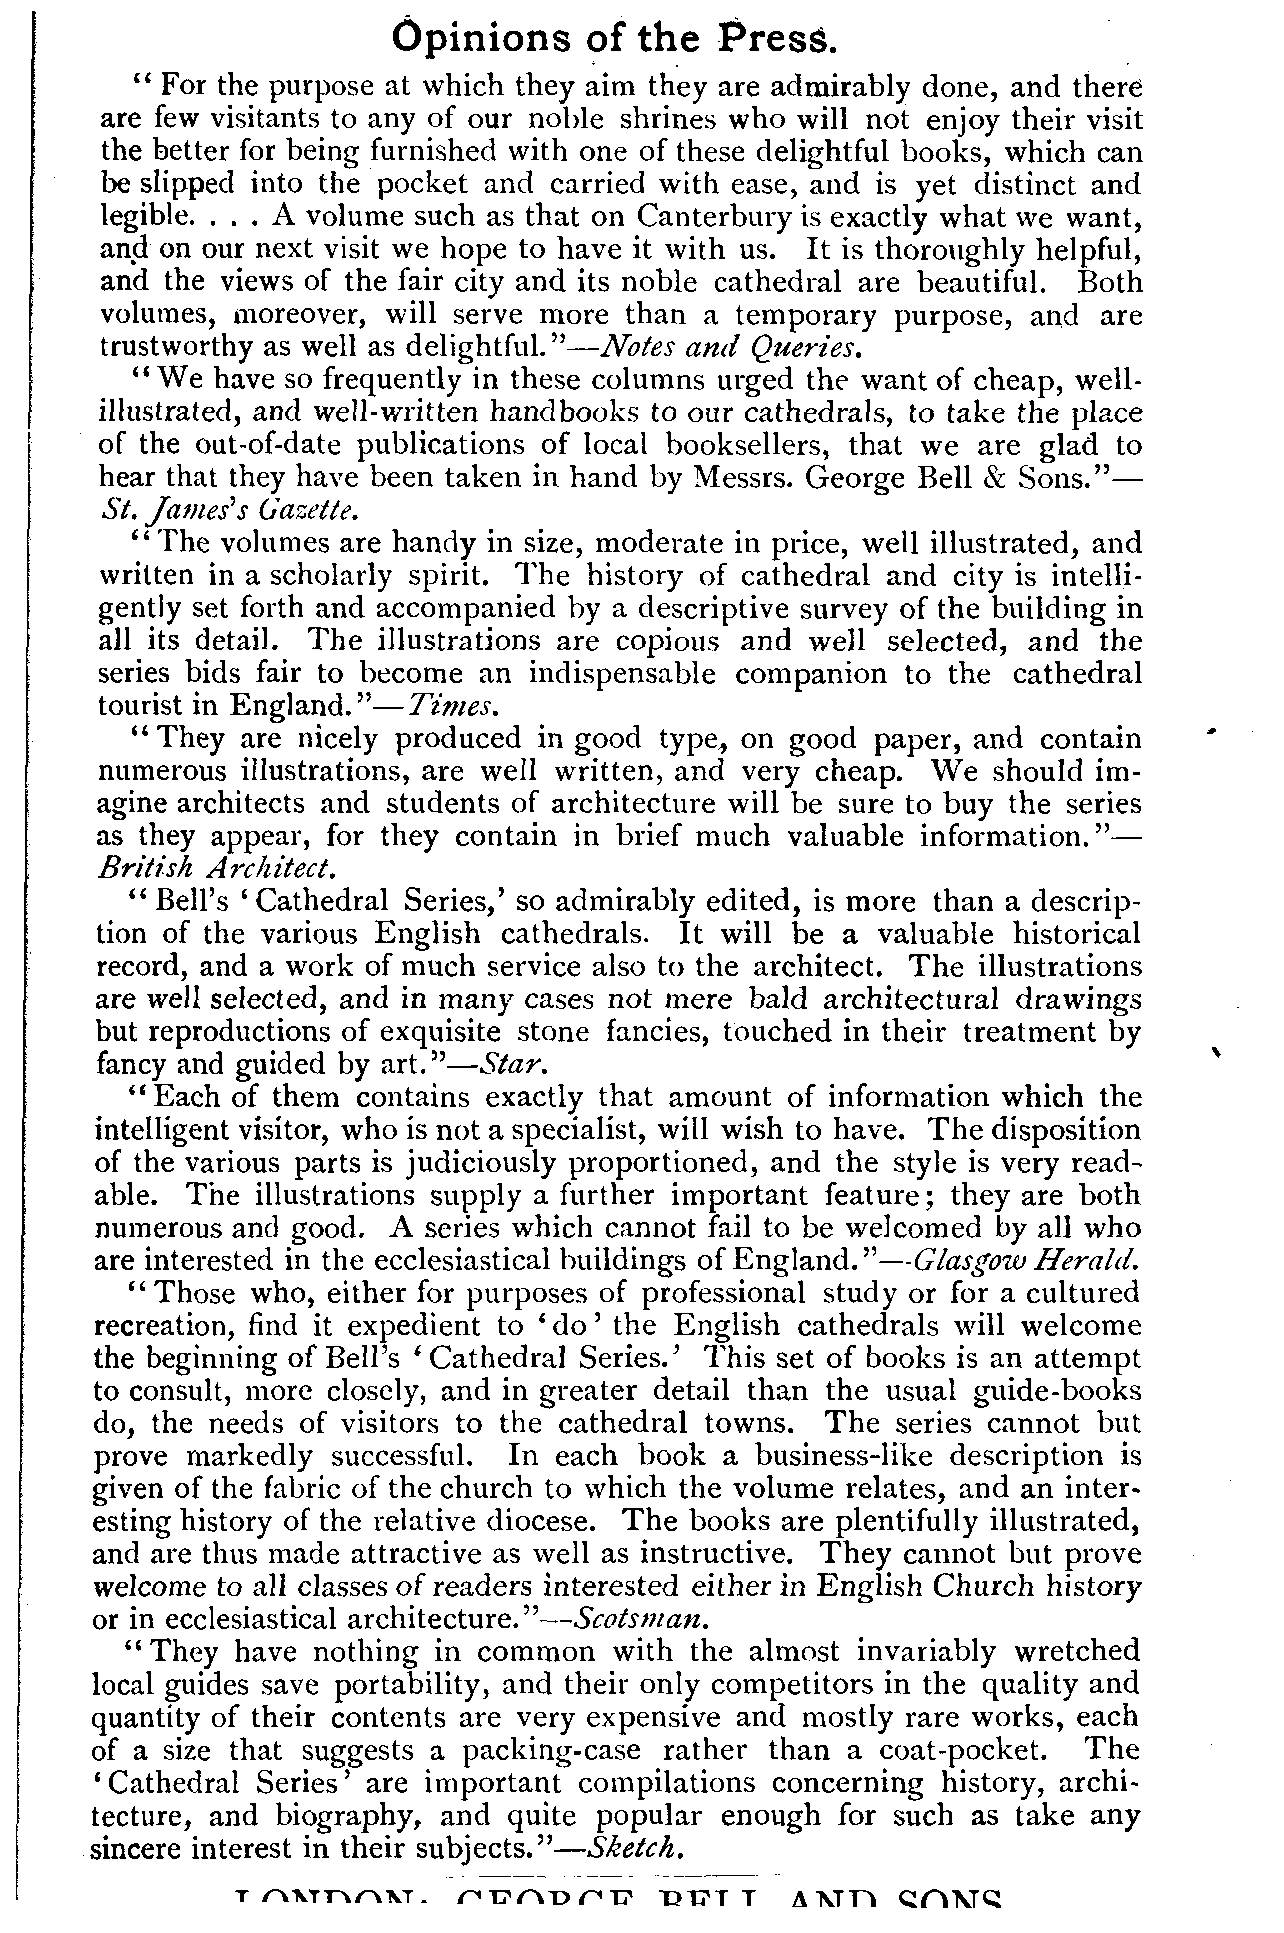 Opinions of the Press.
“ For the purpose at which they aim they are admirably done, and there
are few visitants to any of our noble shrines who will not enjoy their visit
the better for being furnished with one of these delightful books, which can
be slipped into the pocket and carried with ease, and is yet distinct and
legible. . . . A volume such as that on Canterbury is exactly what we want,
and on our next visit we hope to have it with us. It is thoroughly helpful,
and the views of the fair city and its noble cathedral are beautiful. Both
volumes, moreover, will serve more than a temporary purpose, and are
trustworthy as well as delightful.”—Notes and Queries.
“ We have so frequently in these columns urged the want of cheap, well-
illustrated, and well-written handbooks to our cathedrals, to take the place
of the out-of-date publications of local booksellers, that we are glad to
hear that they have been taken in hand by Messrs. George Bell & Sons.”—
St. James's Gazette.
“ The volumes are handy in size, moderate in price, well illustrated, and
written in a scholarly spirit. The history of cathedral and city is intelli-
gently set forth and accompanied by a descriptive survey of the building in
all its detail. The illustrations are copious and well selected, and the
series bids fair to become an indispensable companion to the cathedral
tourist in England.”—Times.
“ They are nicely produced in good type, on good paper, and contain
numerous illustrations, are well written, and very cheap. We should im-
agine architects and students of architecture will be sure to buy the series
as they appear, for they contain in brief much valuable information.”—
British Architect.
“ Bell’s ‘ Cathedral Series,’ so admirably edited, is more than a descrip-
tion of the various English cathedrals. It will be a valuable historical
record, and a work of much service also to the architect. The illustrations
are well selected, and in many cases not mere bald architectural drawings
but reproductions of exquisite stone fancies, touched in their treatment by
fancy and guided by art.”—Star.
“ Each of them contains exactly that amount of information which the
intelligent visitor, who is not a specialist, will wish to have. The disposition
of the various parts is judiciously proportioned, and the style is very read-
able. The illustrations supply a further important feature; they are both
numerous and good. A series which cannot fail to be welcomed by all who
are interested in the ecclesiastical buildings of England.”—Glasgow Herald.
“ Those who, either for purposes of professional study or for a cultured
recreation, find it expedient to ‘ do ’ the English cathedrals will welcome
the beginning of Bell’s ‘ Cathedral Series.’ This set of books is an attempt
to consult, more closely, and in greater detail than the usual guide-books
do, the needs of visitors to the cathedral towns. The series cannot but
prove markedly successful. In each book a business-like description is
given of the fabric of the church to which the volume relates, and an inter-
esting history of the relative diocese. The books are plentifully illustrated,
and are thus made attractive as well as instructive. They cannot but prove
welcome to all classes of readers interested either in English Church history
or in ecclesiastical architecture.”—Scotsman.
“ They have nothing in common with the almost invariably wretched
local guides save portability, and their only competitors in the quality and
quantity of their contents are very expensive and mostly rare works, each
of a size that suggests a packing-case rather than a coat-pocket. The
‘ Cathedral Series ’ are important compilations concerning history, archi-
tecture, and biography, and quite popular enough for such as take any
sincere interest in their subjects.”—Sketch.
LONDON: GEORGE BELL AND SONS